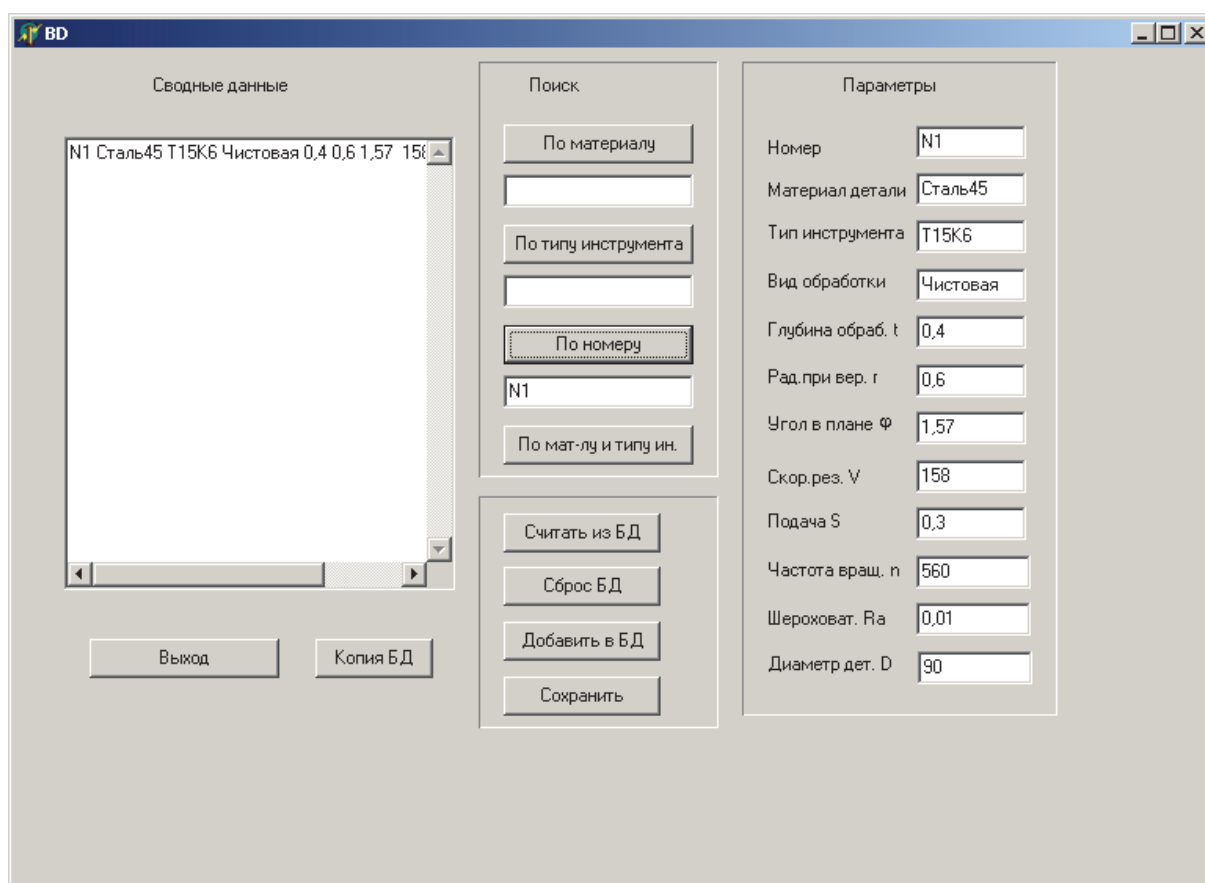 BD
Сводные данные
N1 Сталь45 Т15К6 Чистовая 0,4 0,6 1,57 158
Выход
Копия БД
Поиск
По материалу
По типу инструмента
По номеру
N1
По мат-лу и типу ин.
Считать из БД
Сброс БД
Добавить в БД
Сохранить
Параметры
Номер N1
Материал детали Сталь45
Тип инструмента Т15К6
Вид обработки Чистовая
Глубина обраб. t 0,4
Рад.при вер. r 0,6
Угол в плане φ 1,57
Скор.рез. V 158
Подача S 0,3
Частота вращ. n 560
Шероховат. Ra 0,01
Диаметр дет. D 90